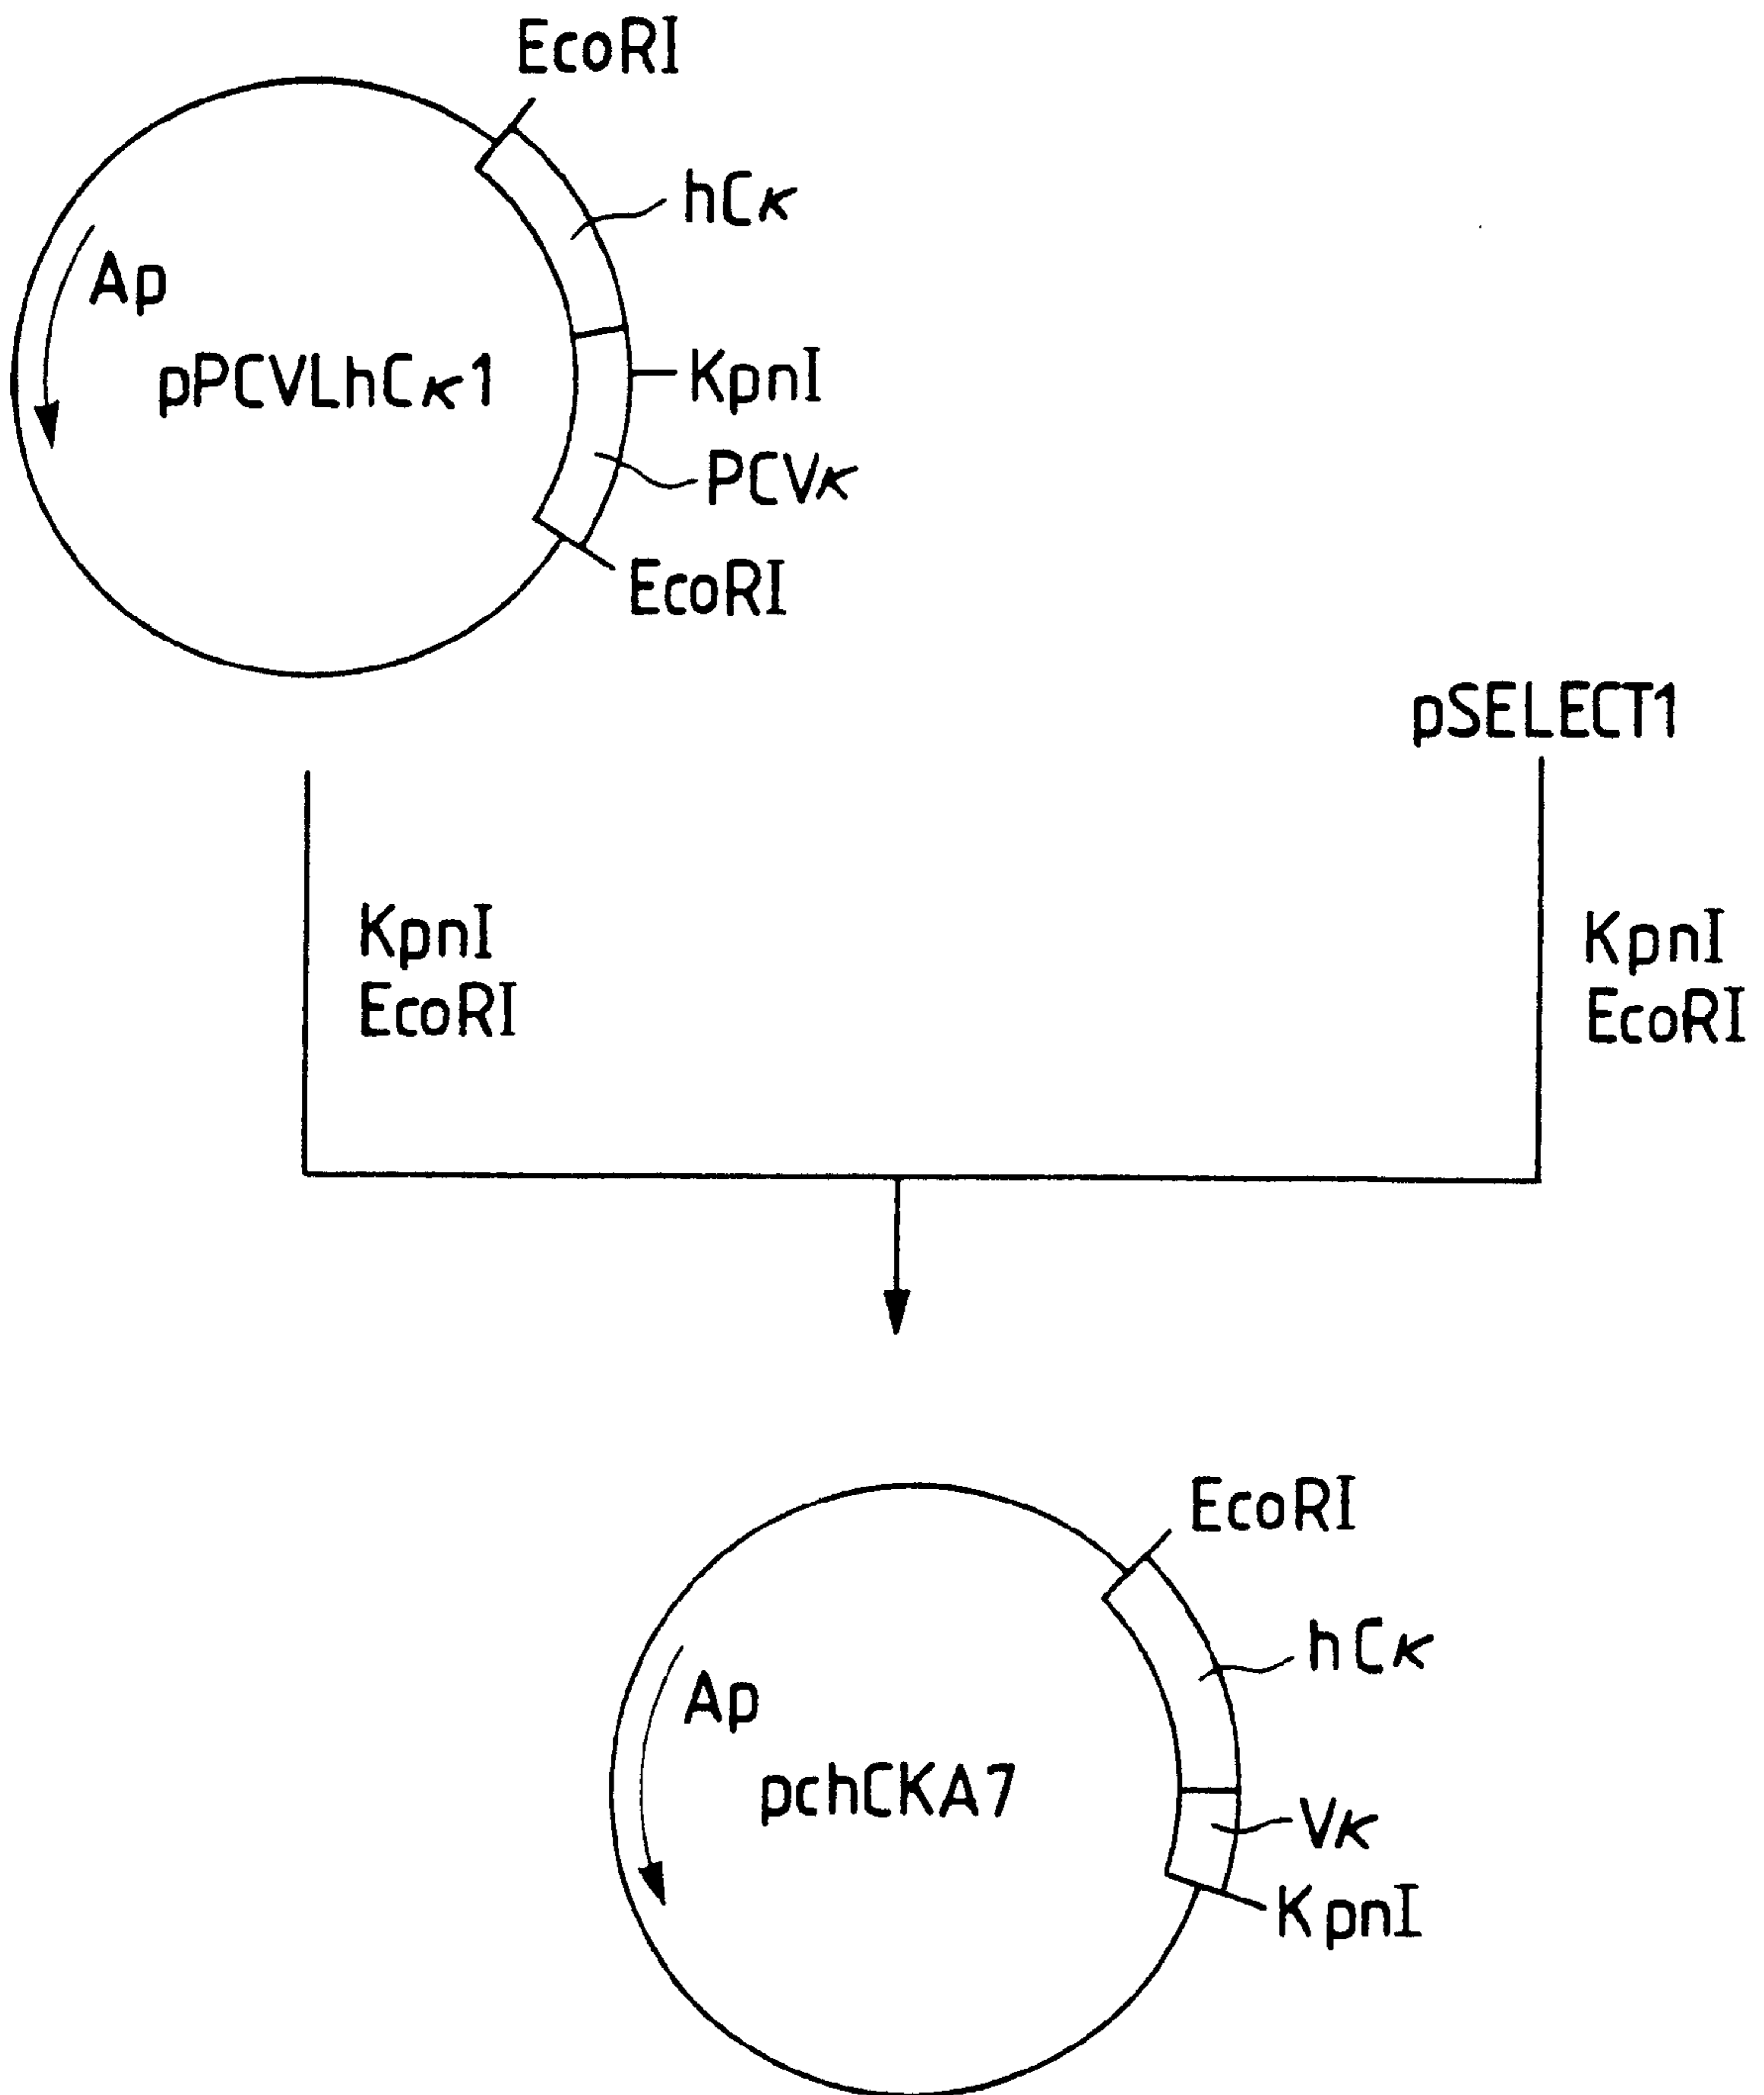 EcoRI
hCκ
Ap
pPCVLhCκ1
KpnI
PCVκ
EcoRI
pSELECT1
KpnI
EcoRI
KpnI
EcoRI
EcoRI
hCκ
Ap
pchCKA7
Vκ
KpnI